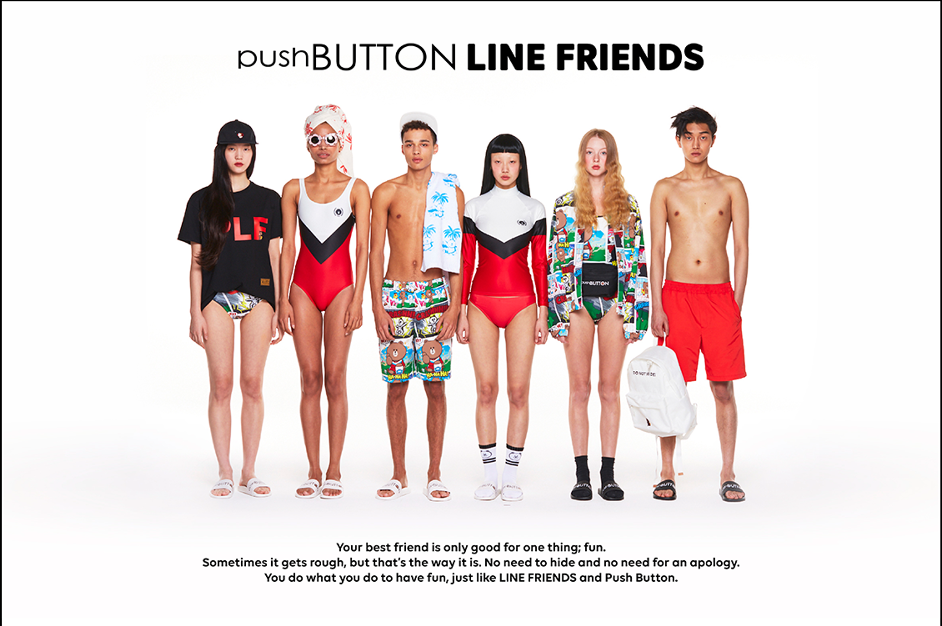 pushBUTTON LINE FRIENDS
PLF
pushBUTTON
Your best friend is only good for one thing; fun.
Sometimes it gets rough, but that's the way it is. No need to hide and no need for an apology.
You do what you do to have fun, just like LINE FRIENDS and Push Button.